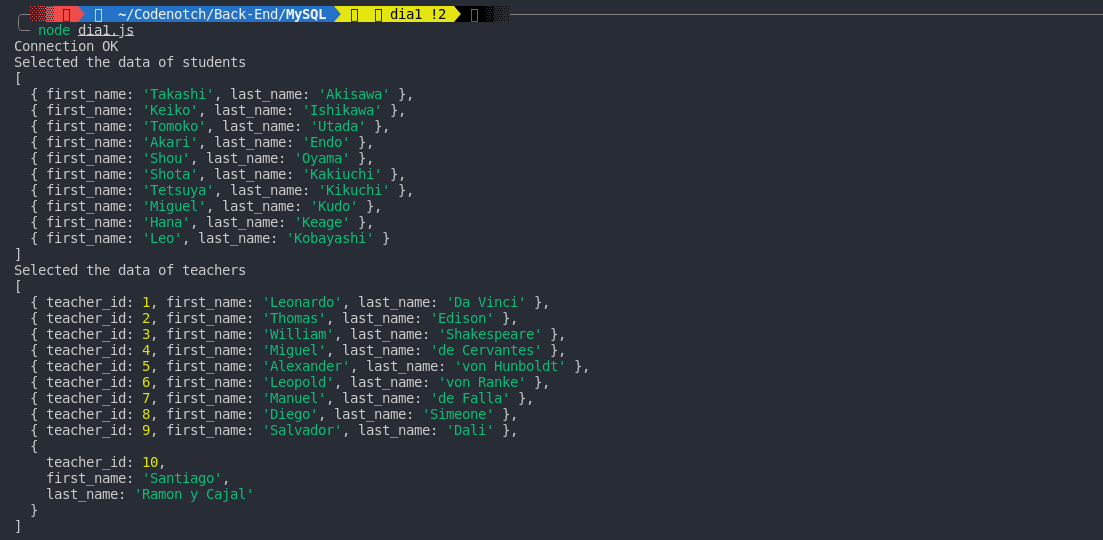 ~/Codenotch/Back-End/MySQL dia1 !2
node dia1.js
Connection OK
Selected the data of students
[
  { first_name: 'Takashi', last_name: 'Akisawa' },
  { first_name: 'Keiko', last_name: 'Ishikawa' },
  { first_name: 'Tomoko', last_name: 'Utada' },
  { first_name: 'Akari', last_name: 'Endo' },
  { first_name: 'Shou', last_name: 'Oyama' },
  { first_name: 'Shota', last_name: 'Kakiuchi' },
  { first_name: 'Tetsuya', last_name: 'Kikuchi' },
  { first_name: 'Miguel', last_name: 'Kudo' },
  { first_name: 'Hana', last_name: 'Keage' },
  { first_name: 'Leo', last_name: 'Kobayashi' }
]
Selected the data of teachers
[
  { teacher_id: 1, first_name: 'Leonardo', last_name: 'Da Vinci' },
  { teacher_id: 2, first_name: 'Thomas', last_name: 'Edison' },
  { teacher_id: 3, first_name: 'William', last_name: 'Shakespeare' },
  { teacher_id: 4, first_name: 'Miguel', last_name: 'de Cervantes' },
  { teacher_id: 5, first_name: 'Alexander', last_name: 'von Hunboldt' },
  { teacher_id: 6, first_name: 'Leopold', last_name: 'von Ranke' },
  { teacher_id: 7, first_name: 'Manuel', last_name: 'de Falla' },
  { teacher_id: 8, first_name: 'Diego', last_name: 'Simeone' },
  { teacher_id: 9, first_name: 'Salvador', last_name: 'Dali' },
  {
    teacher_id: 10,
    first_name: 'Santiago',
    last_name: 'Ramon y Cajal'
  }
]